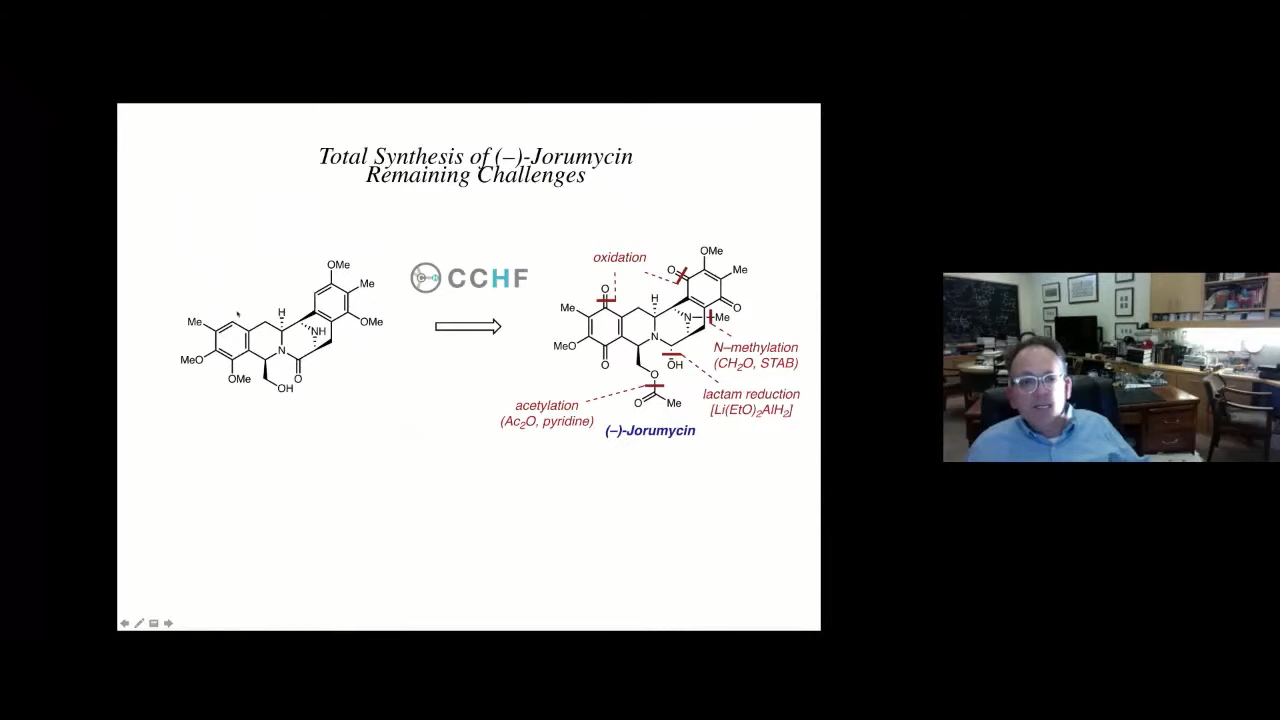 Total Synthesis of (–)-Jorumycin
Remaining Challenges
OMe
Me
OMe
NH
H
N
O
OH
Me
MeO
OMe
C H
CCHF
oxidation
OMe
Me
O
O
O
Me
H
N
Me
MeO
O
N
OH
O
O
Me
N–methylation
(CH2O, STAB)
lactam reduction
[Li(EtO)2AlH2]
acetylation
(Ac2O, pyridine)
(–)-Jorumycin